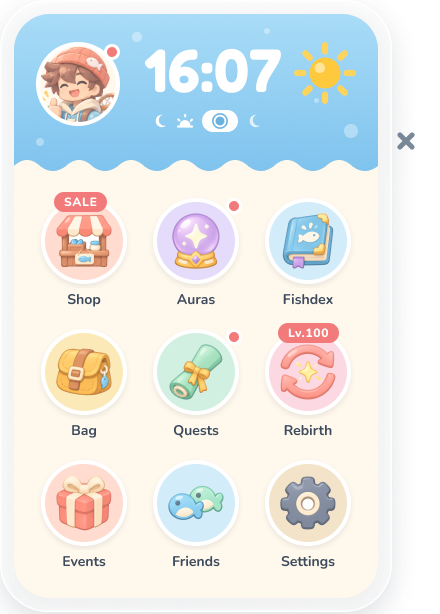 16:07
SALE
Shop
Auras
Fishdex
Lv.100
Bag
Quests
Rebirth
Events
Friends
Settings